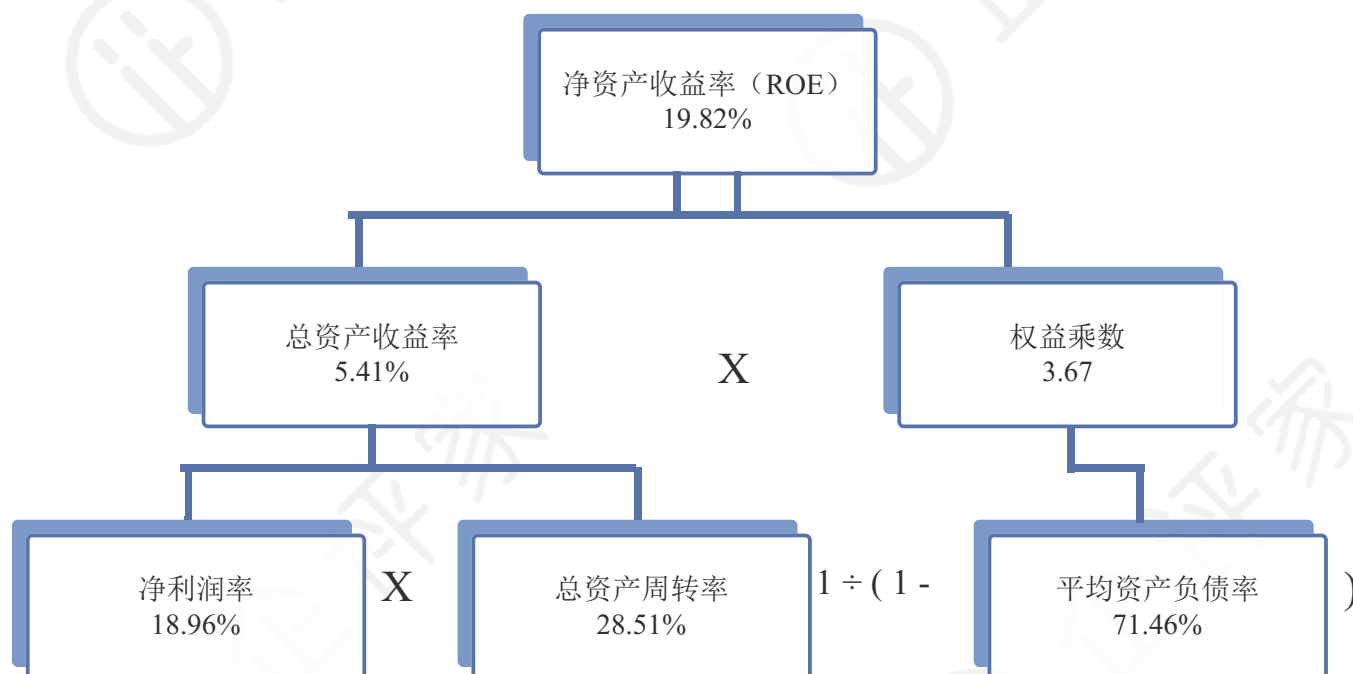 净资产收益率（ROE）
19.82%
总资产收益率
5.41%
X
权益乘数
3.67
净利润率
18.96%
X
总资产周转率
28.51%
1 ÷ ( 1 -
平均资产负债率
71.46%
)